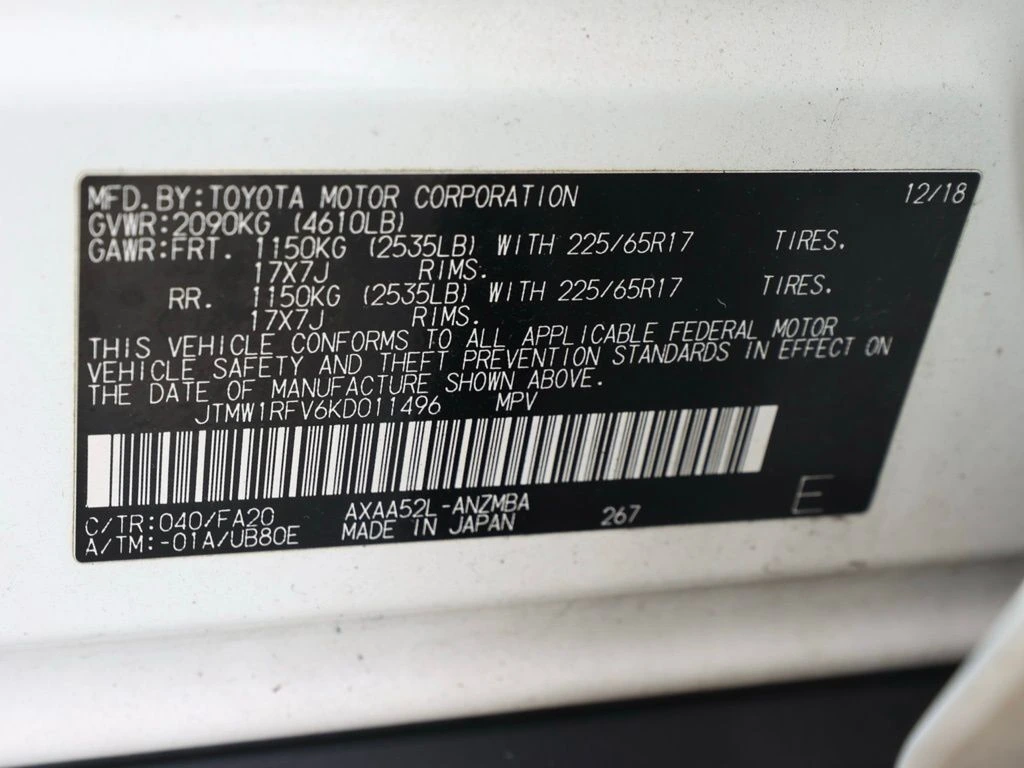 MFD.BY:TOYOTA MOTOR CORPORATION 12/18
GVWR:2090KG (4610LB)
GAWR:FRT. 1150KG (2535LB) WITH 225/65R17 TIRES.
17X7J RIMS.
RR. 1150KG (2535LB) WITH 225/65R17 TIRES.
17X7J RIMS.
THIS VEHICLE CONFORMS TO ALL APPLICABLE FEDERAL MOTOR
VEHICLE SAFETY AND THEFT PREVENTION STANDARDS IN EFFECT ON
THE DATE OF MANUFACTURE SHOWN ABOVE.
JTMW1RFV6KD011496 MPV
C/TR:040/FA20 AXAA52L-ANZMBA 267 E
A/TM:-01A/UB80E MADE IN JAPAN